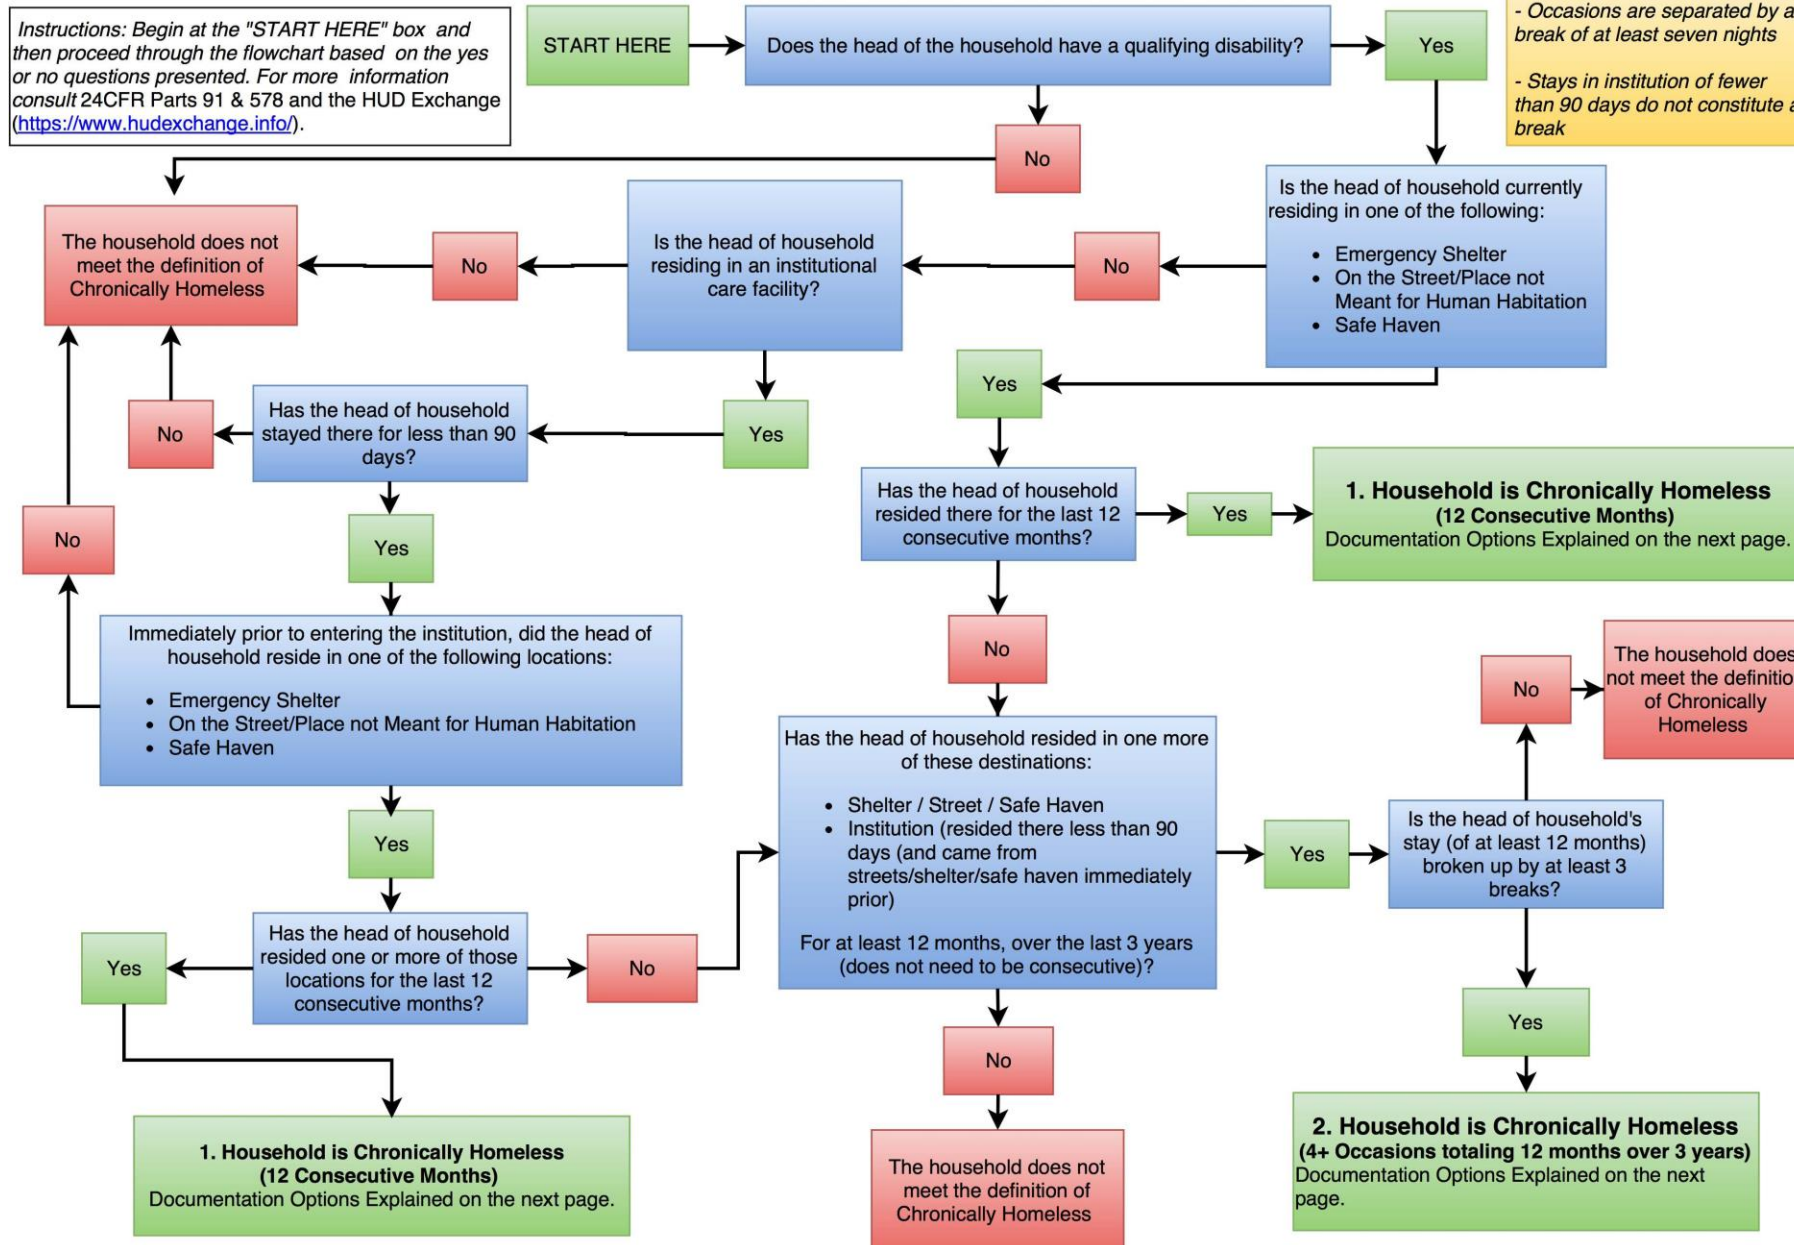 Instructions: Begin at the "START HERE" box and
then proceed through the flowchart based on the yes
or no questions presented. For more information
consult 24CFR Parts 91 & 578 and the HUD Exchange
(https://www.hudexchange.info/).
START HERE
Does the head of the household have a qualifying disability?
Yes
- Occasions are separated by a
break of at least seven nights
- Stays in institution of fewer
than 90 days do not constitute a
break
No
Is the head of household currently
residing in one of the following:
• Emergency Shelter
• On the Street/Place not
Meant for Human Habitation
• Safe Haven
No
Is the head of household
residing in an institutional
care facility?
No
The household does not
meet the definition of
Chronically Homeless
Yes
Yes
Has the head of household
stayed there for less than 90
days?
No
Has the head of household
resided there for the last 12
consecutive months?
Yes
1. Household is Chronically Homeless
(12 Consecutive Months)
Documentation Options Explained on the next page.
Yes
No
Immediately prior to entering the institution, did the head of
household reside in one of the following locations:
• Emergency Shelter
• On the Street/Place not Meant for Human Habitation
• Safe Haven
No
Yes
Has the head of household
resided one or more of those
locations for the last 12
consecutive months?
Yes
No
1. Household is Chronically Homeless
(12 Consecutive Months)
Documentation Options Explained on the next page.
Has the head of household resided in one more
of these destinations:
• Shelter / Street / Safe Haven
• Institution (resided there less than 90
days (and came from
streets/shelter/safe haven immediately
prior)
For at least 12 months, over the last 3 years
(does not need to be consecutive)?
Yes
Is the head of household's
stay (of at least 12 months)
broken up by at least 3
breaks?
No
The household does
not meet the definitio
of Chronically
Homeless
No
The household does not
meet the definition of
Chronically Homeless
Yes
2. Household is Chronically Homeless
(4+ Occasions totaling 12 months over 3 years)
Documentation Options Explained on the next
page.